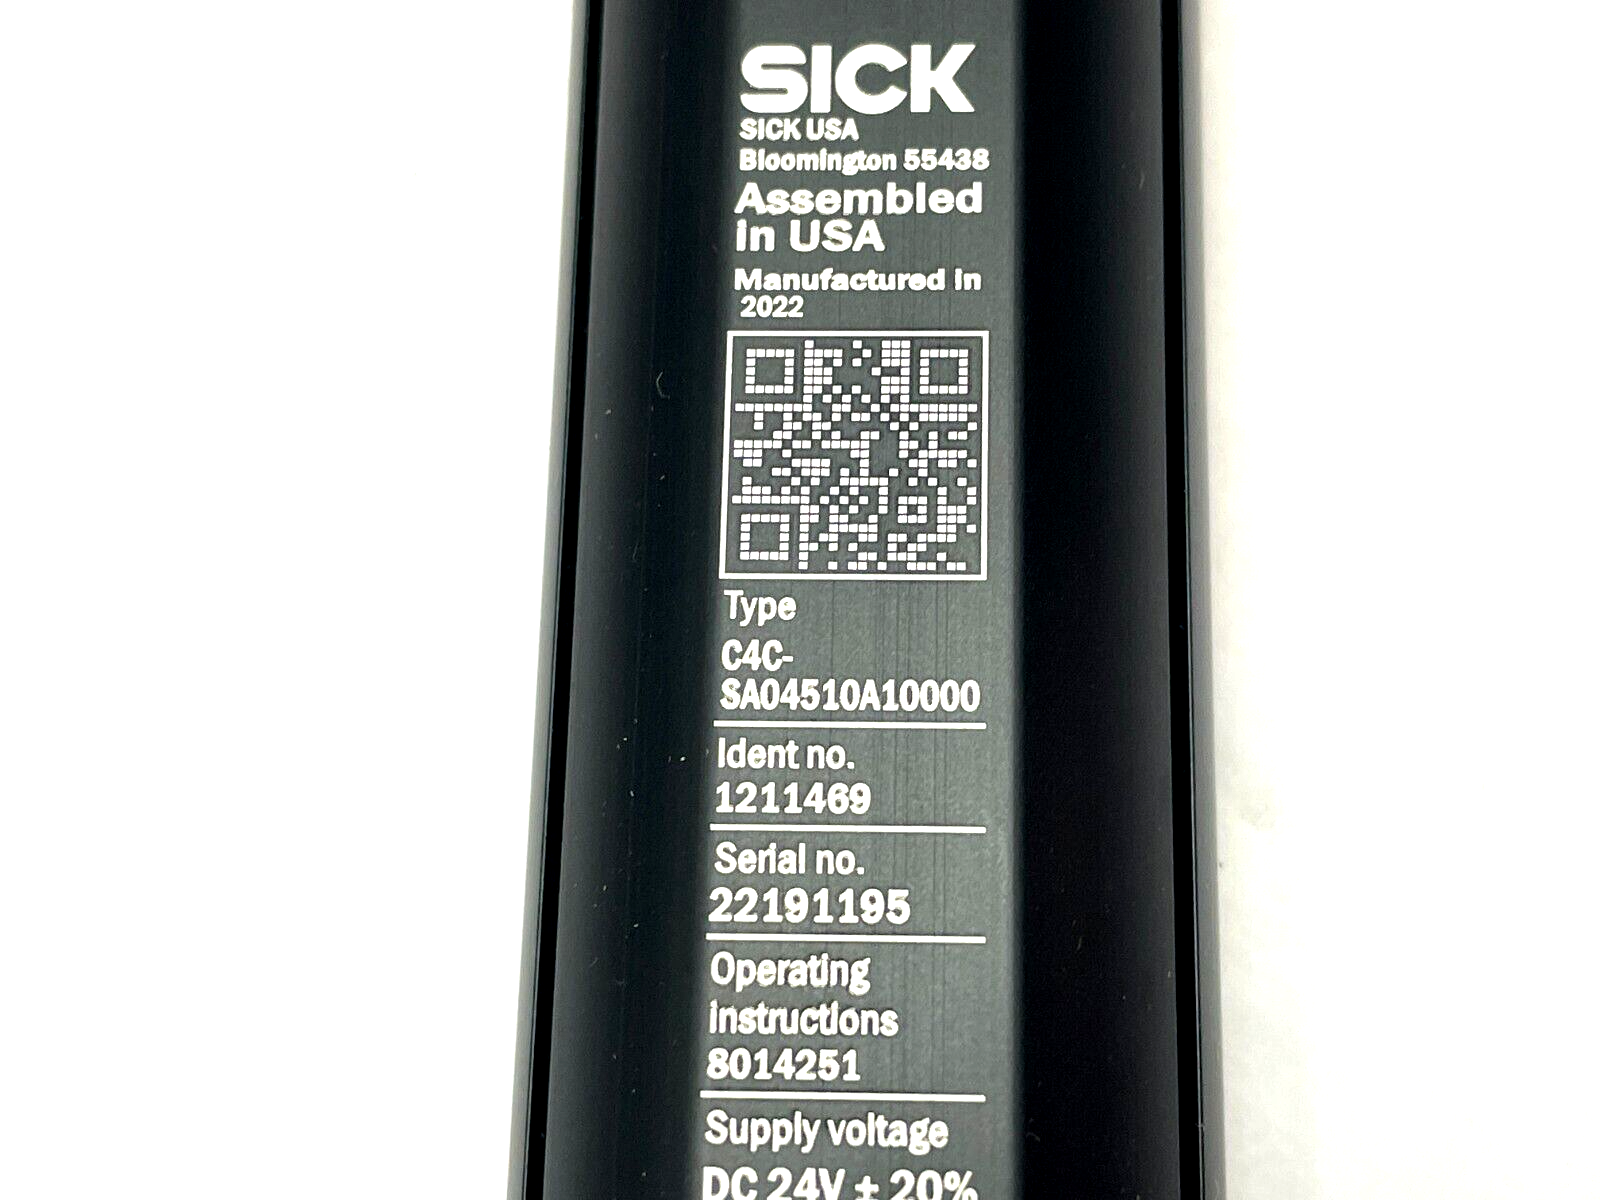 SICK
SICK USA
Bloomington 55438
Assembled
in USA
Manufactured in
2022
Type
C4C-
SA04510A10000
Ident no.
1211469
Serial no.
22191195
Operating
instructions
8014251
Supply voltage
DC 24V ± 20%